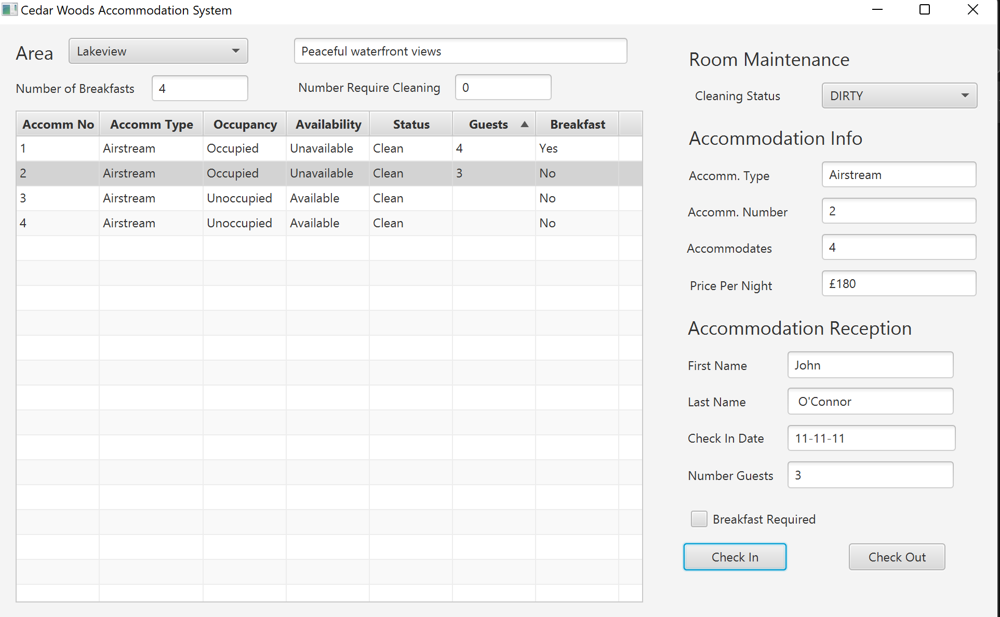 Cedar Woods Accommodation System
Area Lakeview Peaceful waterfront views
Number of Breakfasts 4 Number Require Cleaning 0
Accomm No Accomm Type Occupancy Availability Status Guests Breakfast
1 Airstream Occupied Unavailable Clean 4 Yes
2 Airstream Occupied Unavailable Clean 3 No
3 Airstream Unoccupied Available Clean No
4 Airstream Unoccupied Available Clean No
Room Maintenance
Cleaning Status DIRTY
Accommodation Info
Accomm. Type Airstream
Accomm. Number 2
Accommodates 4
Price Per Night £180
Accommodation Reception
First Name John
Last Name O'Connor
Check In Date 11-11-11
Number Guests 3
Breakfast Required
Check In Check Out